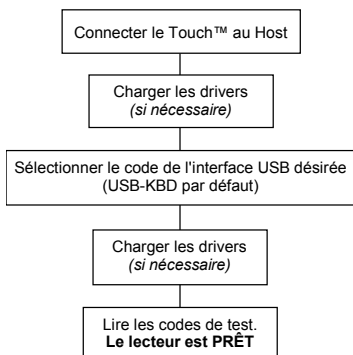 Connecter le Touch™ au Host
Charger les drivers
(si nécessaire)
Sélectionner le code de l'interface USB désirée
(USB-KBD par défaut)
Charger les drivers
(si nécessaire)
Lire les codes de test.
Le lecteur est PRÊT